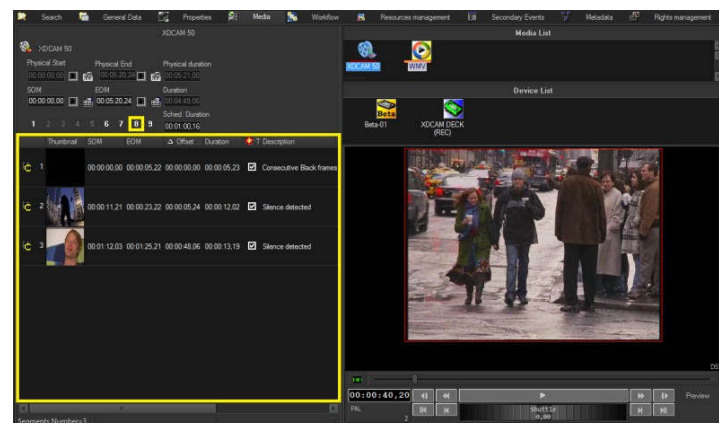 Search General Data Properties Media Workflow Resources management Secondary Events Metadata Rights management
XDCAM 50
XDCAM 50
Physical Start Physical End Physical duration
00:00:00,00 00:05:20,24 00:05:21,00
SOM EOM Duration
00:00:00,00 00:05:20,24 00:04:45,06
Sched. Duration
1 2 3 4 5 6 7 8 9 00:01:00,16
Thumbnail SOM EOM Offset ... Duration T Description
1 00:00:00,00 00:00:05,22 00:00:00,00 00:00:05,23 Consecutive Black frames
2 00:00:11,21 00:00:23,22 00:00:05,24 00:00:12,02 Silence detected
3 00:01:12,03 00:01:25,21 00:00:48,06 00:00:13,19 Silence detected
Segments Number=3
Media List
XDCAM 50 WMV
Device List
Beta
Beta-01 XDCAM DECK
(REC)
DS
00:00:40,20 Preview
PAL Shuttle
2 0,00